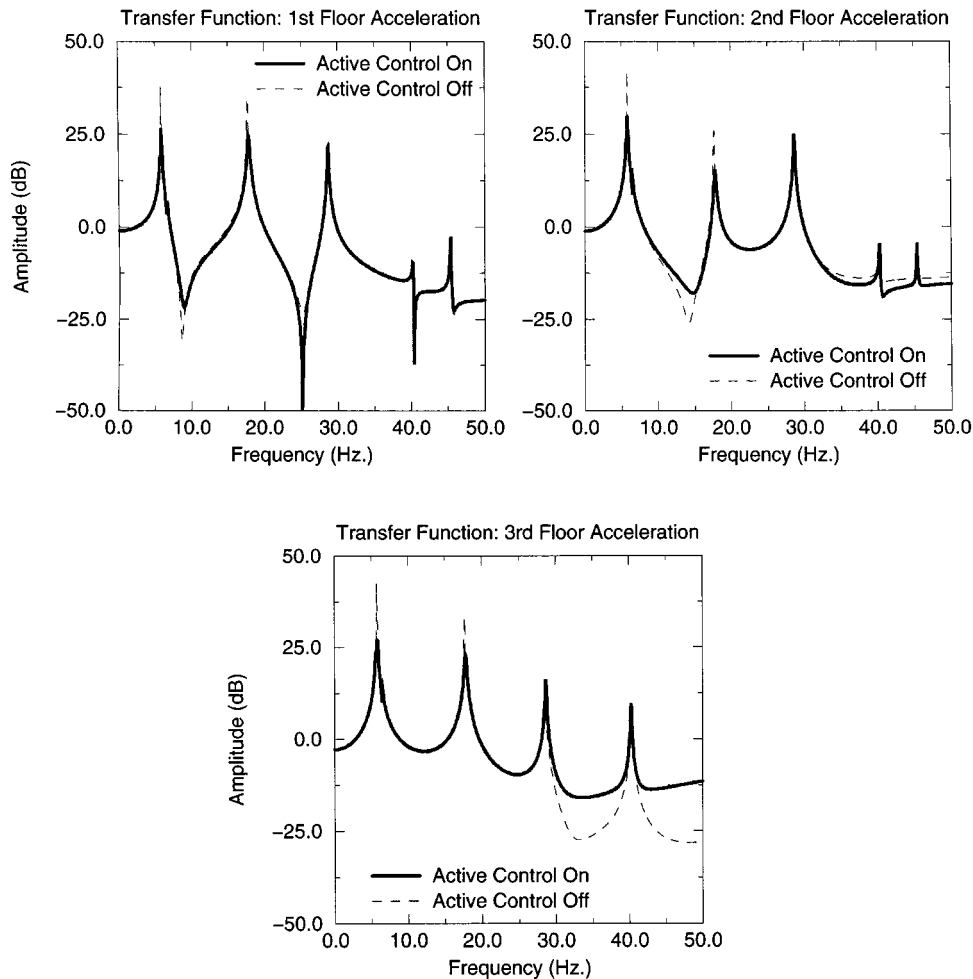 Transfer Function: 1st Floor Acceleration
Amplitude (dB)
50.0
25.0
0.0
-25.0
-50.0
Active Control On
Active Control Off
0.0 10.0 20.0 30.0 40.0 50.0
Frequency (Hz.)
Transfer Function: 2nd Floor Acceleration
50.0
25.0
0.0
-25.0
-50.0
Active Control On
Active Control Off
0.0 10.0 20.0 30.0 40.0 50.0
Frequency (Hz.)
Transfer Function: 3rd Floor Acceleration
Amplitude (dB)
50.0
25.0
0.0
-25.0
-50.0
Active Control On
Active Control Off
0.0 10.0 20.0 30.0 40.0 50.0
Frequency (Hz.)